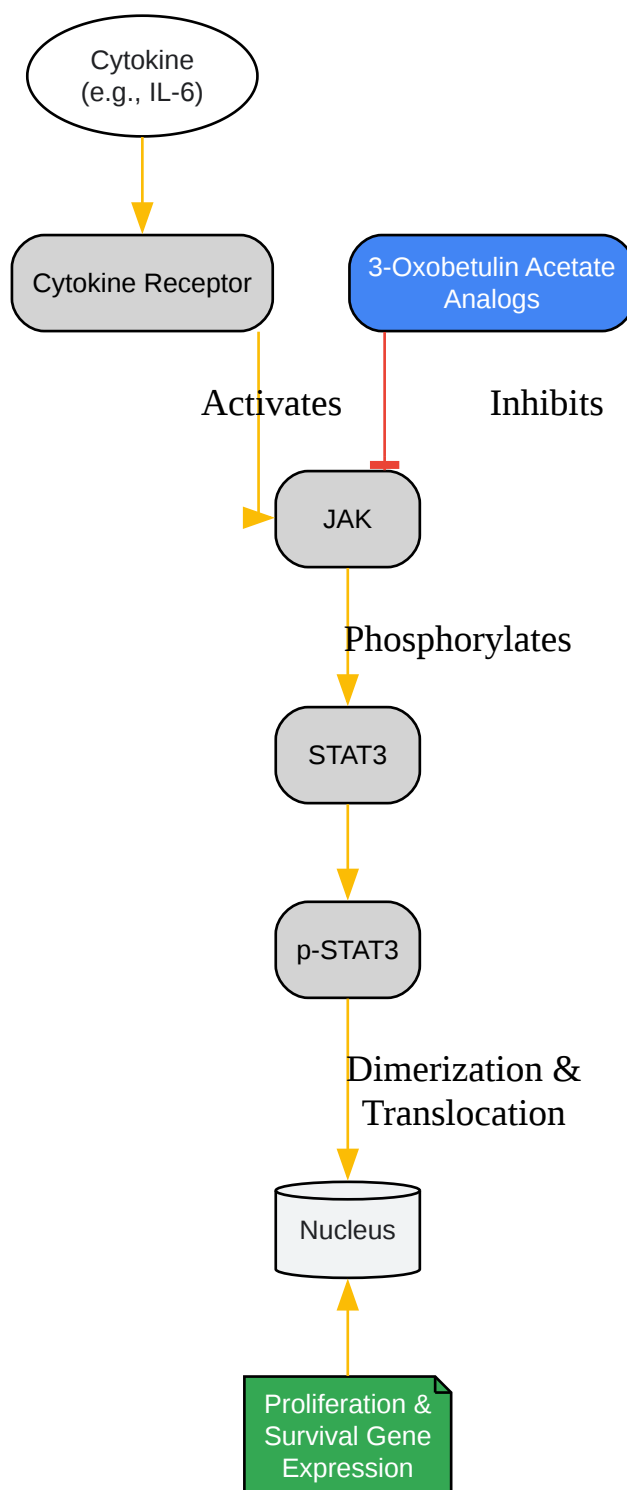 Cytokine
(e.g., IL-6)
Cytokine Receptor
3-Oxobetulin Acetate
Analogs
Activates
Inhibits
JAK
Phosphorylates
STAT3
p-STAT3
Dimerization &
Translocation
Nucleus
Proliferation &
Survival Gene
Expression